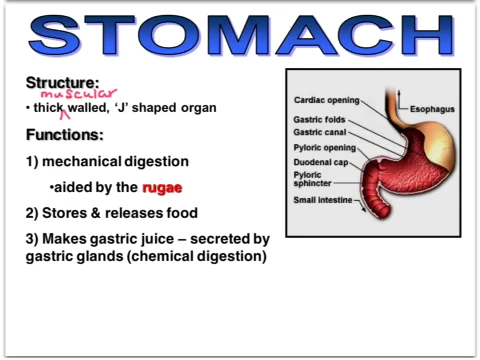 STOMACH
Structure:
muscular
• thick walled, ‘J’ shaped organ
Functions:
1) mechanical digestion
•aided by the rugae
2) Stores & releases food
3) Makes gastric juice – secreted by
gastric glands (chemical digestion)
Cardiac opening
Esophagus
Gastric folds
Gastric canal
Pyloric opening
Duodenal cap
Pyloric
sphincter
Small intestine